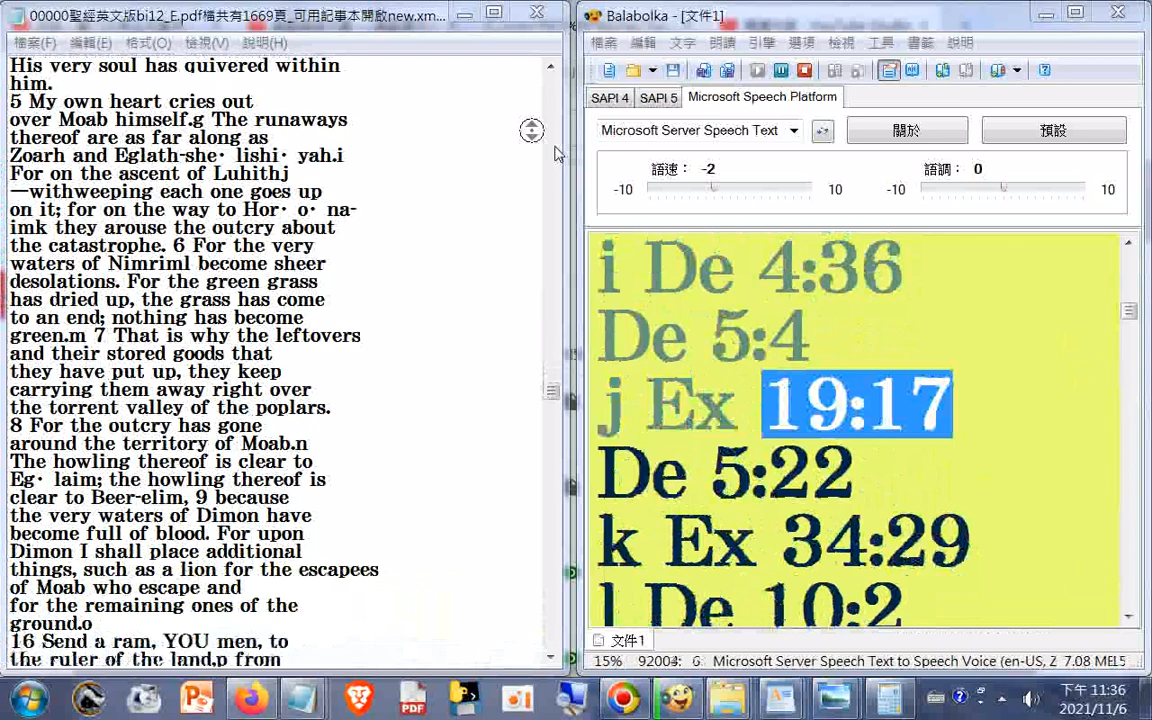 00000聖經英文版bi12_E.pdf檔共有1669頁_可用記事本開啟new.xm...
檔案(F) 編輯(E) 格式(O) 檢視(V) 說明(H)
His very soul has quivered within
him.
5 My own heart cries out
over Moab himself.g The runaways
thereof are as far along as
Zoarh and Eglath-she· lishi· yah.i
For on the ascent of Luhithj
—withweeping each one goes up
on it; for on the way to Hor· o· na-
imk they arouse the outcry about
the catastrophe. 6 For the very
waters of Nimriml become sheer
desolations. For the green grass
has dried up, the grass has come
to an end; nothing has become
green.m 7 That is why the leftovers
and their stored goods that
they have put up, they keep
carrying them away right over
the torrent valley of the poplars.
8 For the outcry has gone
around the territory of Moab.n
The howling thereof is clear to
Eg· laim; the howling thereof is
clear to Beer-elim, 9 because
the very waters of Dimon have
become full of blood. For upon
Dimon I shall place additional
things, such as a lion for the escapees
of Moab who escape and
for the remaining ones of the
ground.o
16 Send a ram, YOU men, to
the ruler of the land,p from
Balabolka - [文件1]
檔案 編輯 文字 朗讀 引擎 選項 檢視 工具 書籤 說明
SAPI 4 SAPI 5 Microsoft Speech Platform
Microsoft Server Speech Text 關於 預設
語速: -2 語調: 0
-10 10 -10 10
i De 4:36
De 5:4
j Ex 19:17
De 5:22
k Ex 34:29
l De 10:2
文件1
15% Microsoft Server Speech Text to Speech Voice (en-US, Z 7.08 ME
PDF
下午 11:36
2021/11/6